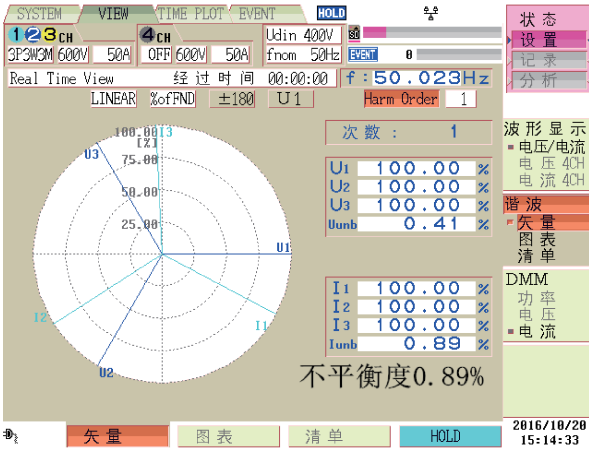 SYSTEM VIEW TIME PLOT EVENT HOLD
1 2 3 CH 4 CH Udin 400V SD
3P3W3M 600V 50A OFF 600V 50A fnom 50Hz EVENT 0
Real Time View 经过时间 00:00:00 f:50.023Hz
LINEAR %ofFND ±180 U1 Harm Order 1
状态
设置
记录
分析
100.00 I3
[%]
U3
75.00
50.00
25.00
U1
I2
I1
U2
次数: 1
U1 100.00 %
U2 100.00 %
U3 100.00 %
Uunb 0.41 %
I1 100.00 %
I2 100.00 %
I3 100.00 %
Iunb 0.89 %
不平衡度0.89%
波形显示
电压/电流
电压 4CH
电流 4CH
谐波
矢量
图表
清单
DMM
功率
电压
电流
矢量 图表 清单 HOLD
2016/10/20
15:14:33